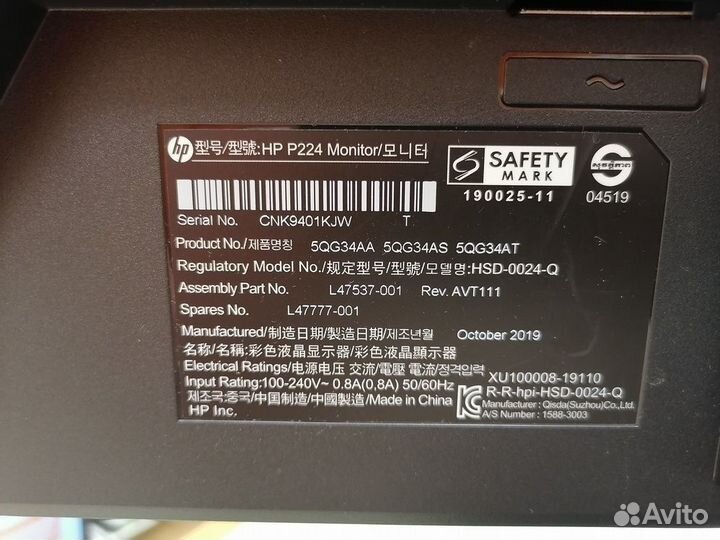 hp 型号/型號:HP P224 Monitor/모니터
SAFETY
MARK
190025-11
04519
Serial No. CNK9401KJW T
Product No./제품명칭 5QG34AA 5QG34AS 5QG34AT
Regulatory Model No./规定型号/型號/모델명:HSD-0024-Q
Assembly Part No. L47537-001 Rev. AVT111
Spares No. L47777-001
Manufactured/制造日期/製造日期/제조년월 October 2019
名称/名稱:彩色液晶显示器/彩色液晶顯示器
Electrical Ratings/电源电压 交流/電壓 電流/정격입력
Input Rating:100-240V~ 0.8A(0,8A) 50/60Hz
제조국:중국/中国制造/中國製造/Made in China
HP Inc.
XU100008-19110
R-R-hpi-HSD-0024-Q
Manufacturer : Qisda(Suzhou)Co.,Ltd.
A/S Number : 1588-3003
Avito